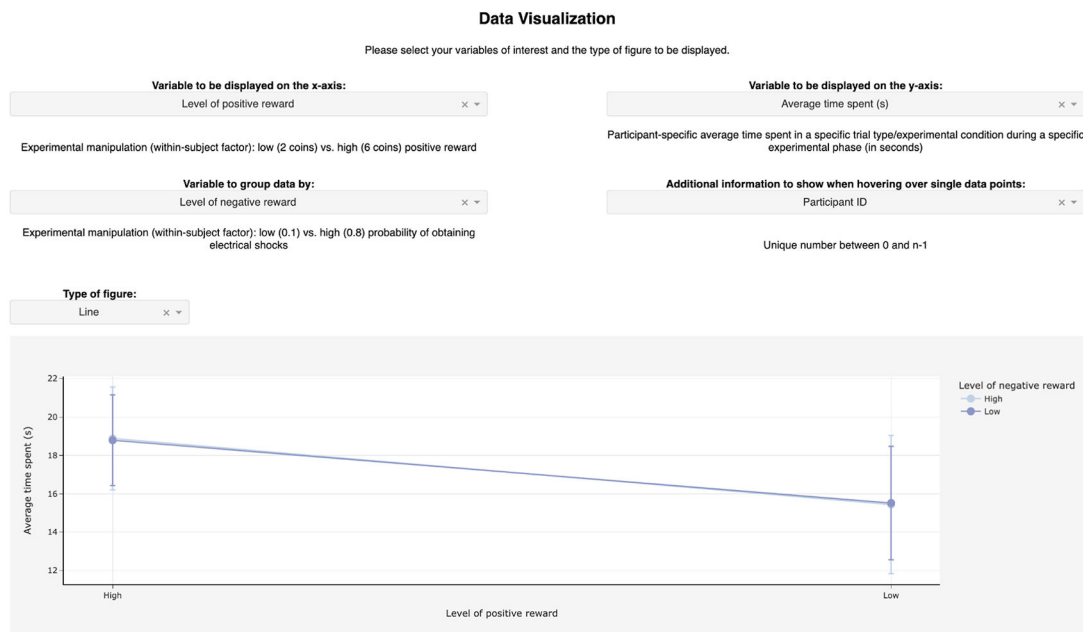 Data Visualization
Please select your variables of interest and the type of figure to be displayed.
Variable to be displayed on the x-axis:
Level of positive reward
Experimental manipulation (within-subject factor): low (2 coins) vs. high (6 coins) positive reward
Variable to be displayed on the y-axis:
Average time spent (s)
Participant-specific average time spent in a specific trial type/experimental condition during a specific
experimental phase (in seconds)
Variable to group data by:
Level of negative reward
Experimental manipulation (within-subject factor): low (0.1) vs. high (0.8) probability of obtaining
electrical shocks
Additional information to show when hovering over single data points:
Participant ID
Unique number between 0 and n-1
Type of figure:
Line
22
20
18
16
14
12
Average time spent (s)
High
Low
Level of positive reward
Level of negative reward
High
Low